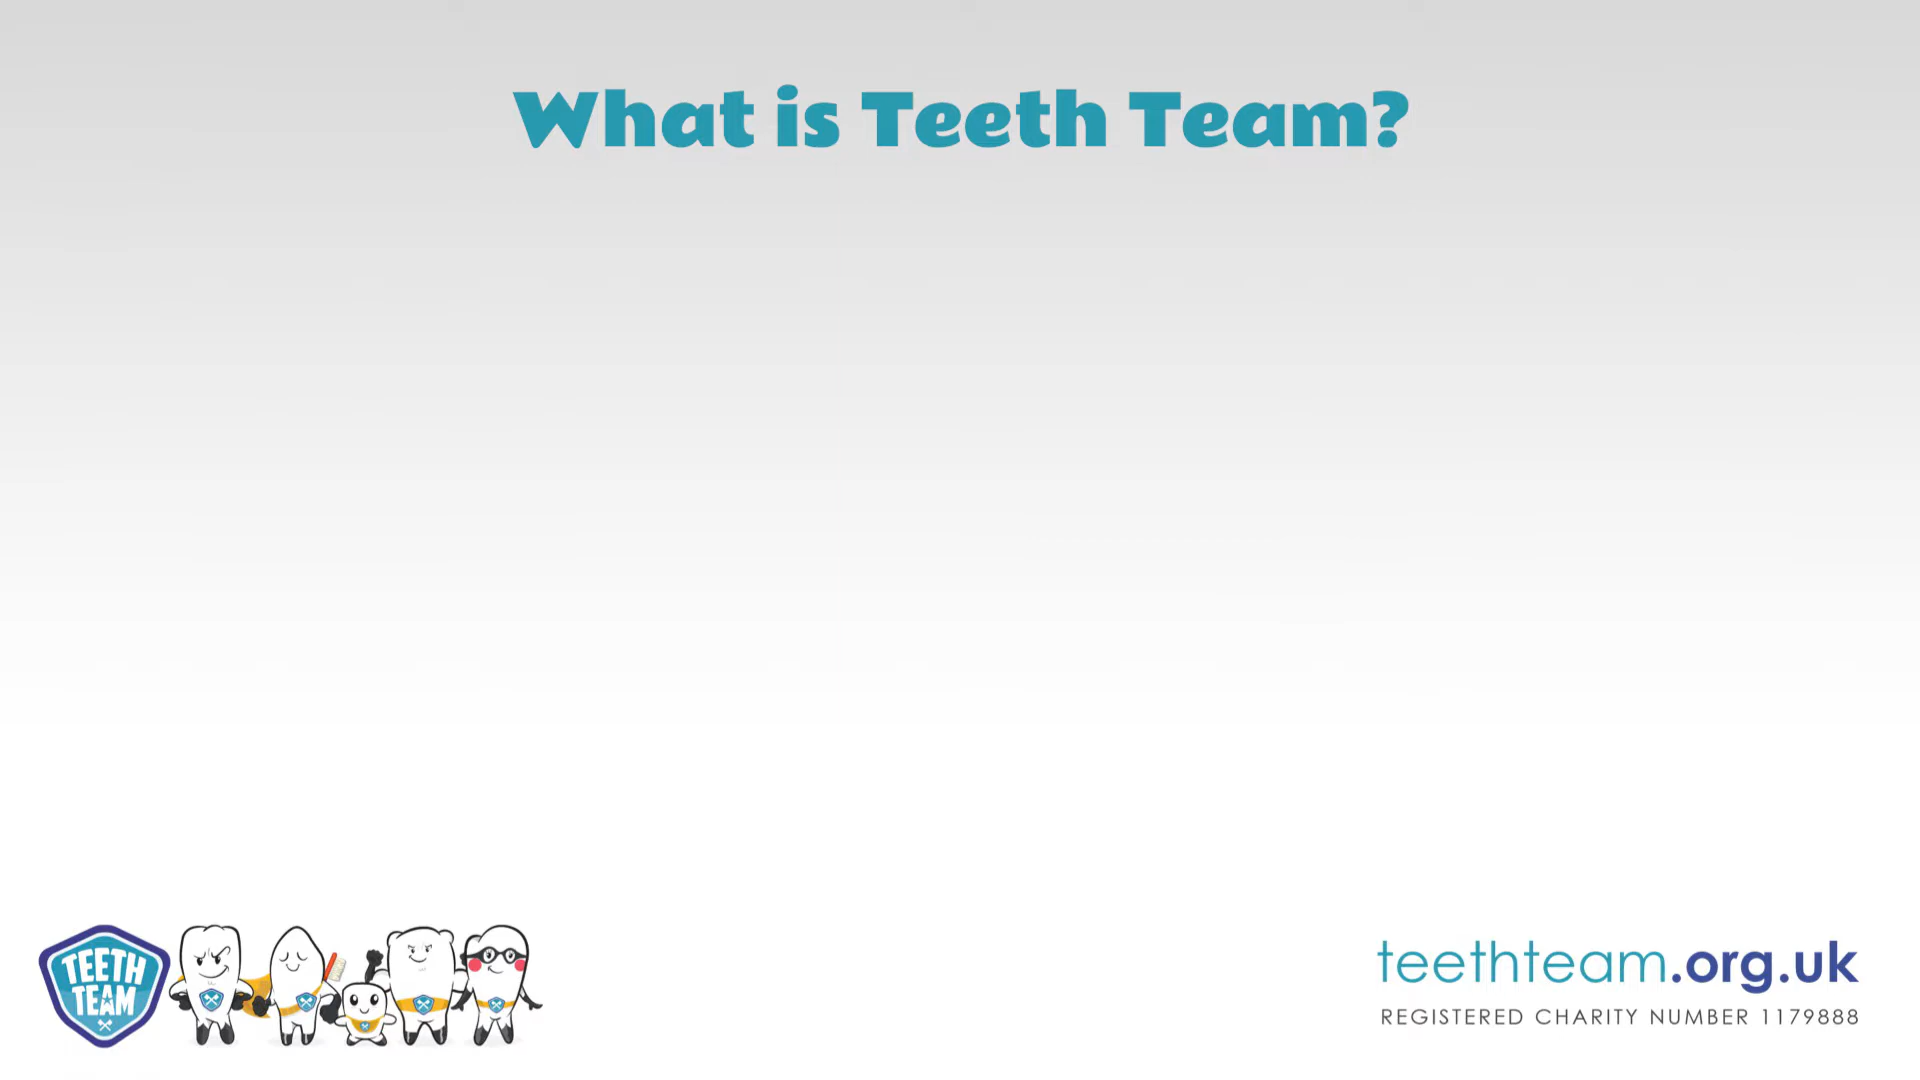 What is Teeth Team?
TEETH
TEAM
teethteam.org.uk
REGISTERED CHARITY NUMBER 1179888